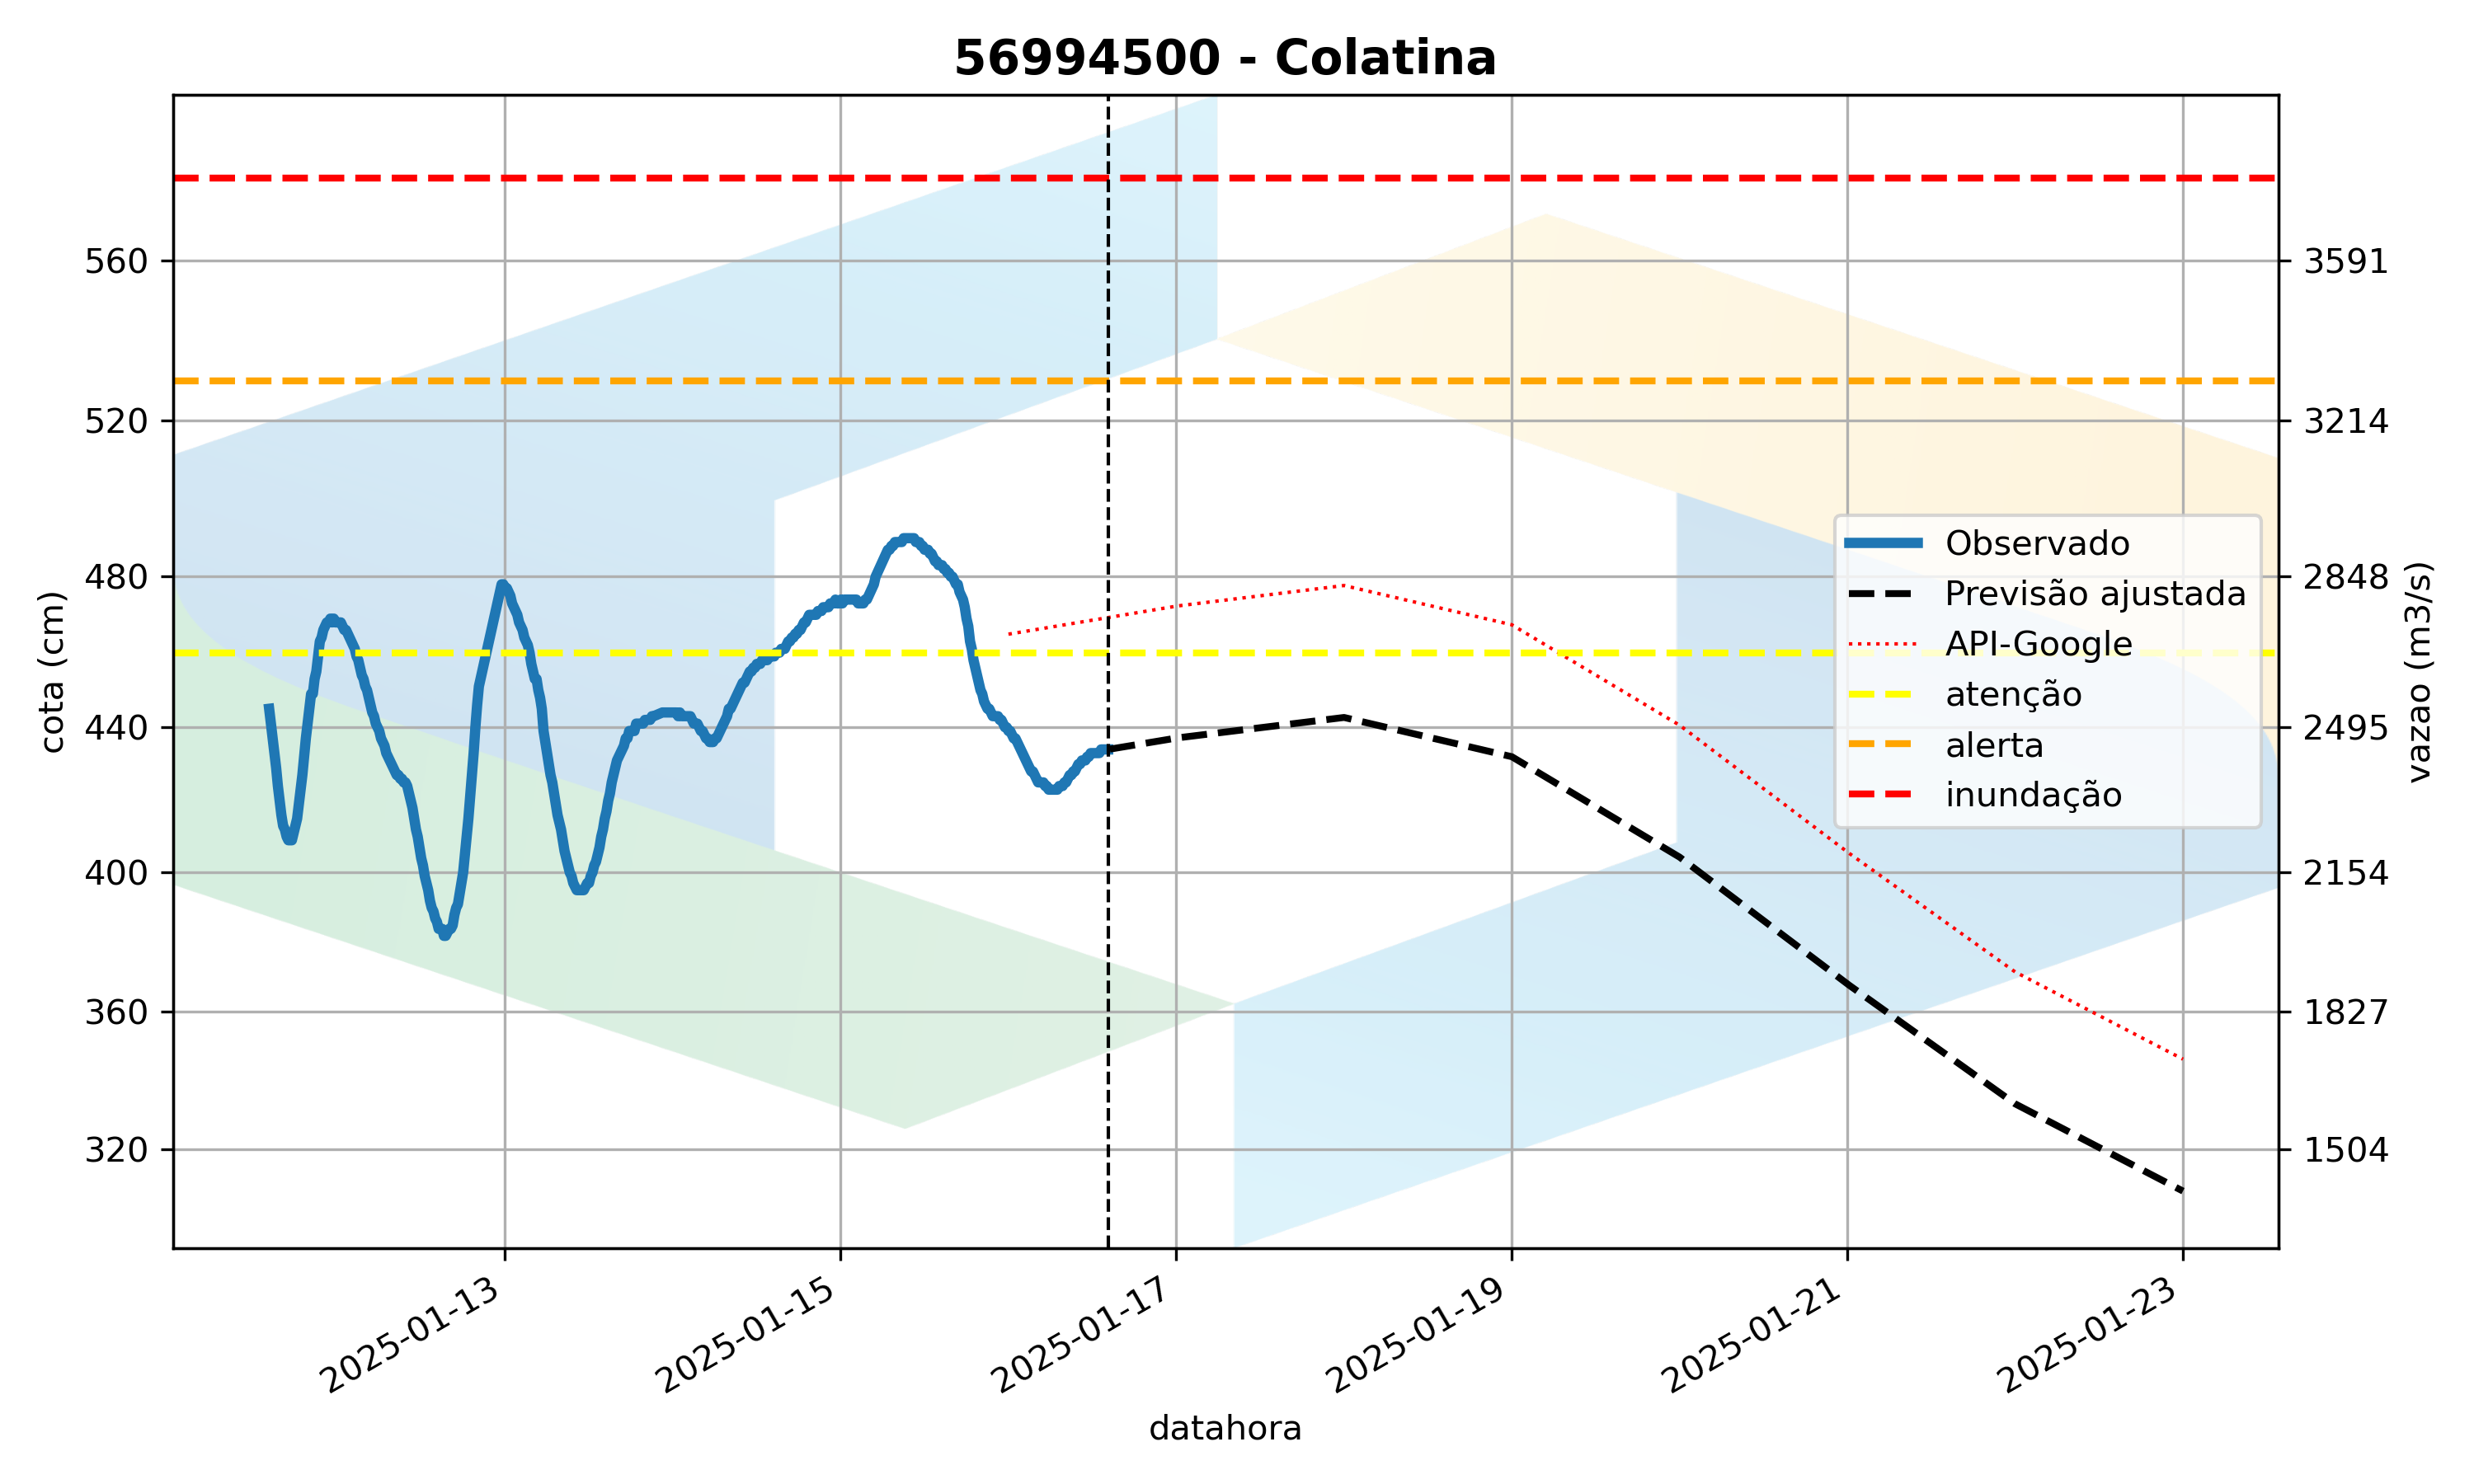 56994500 - Colatina
cota (cm)
560
520
480
440
400
360
320
3591
3214
2848
2495
2154
1827
1504
vazao (m3/s)
Observado
Previsão ajustada
API-Google
atenção
alerta
inundação
2025-01-13
2025-01-15
2025-01-17
2025-01-19
2025-01-21
2025-01-23
datahora